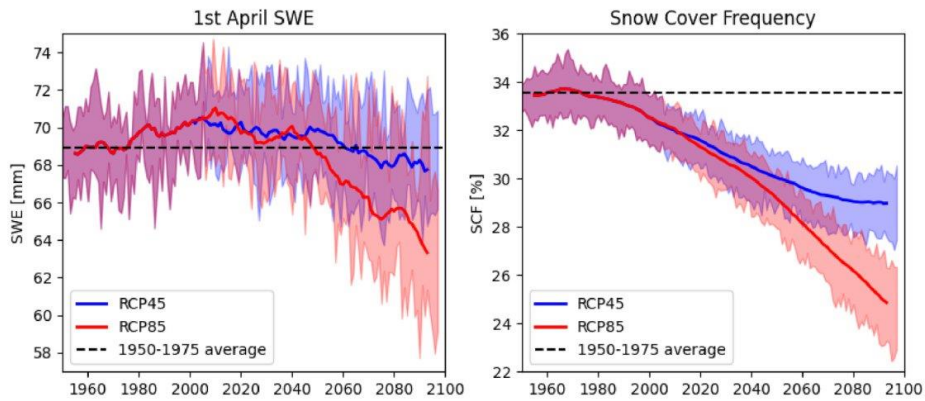 1st April SWE
SWE [mm]
74
72
70
68
66
64
62
60
58
1960 1980 2000 2020 2040 2060 2080 2100
RCP45
RCP85
1950-1975 average
Snow Cover Frequency
SCF [%]
36
34
32
30
28
26
24
22
1960 1980 2000 2020 2040 2060 2080 2100
RCP45
RCP85
1950-1975 average